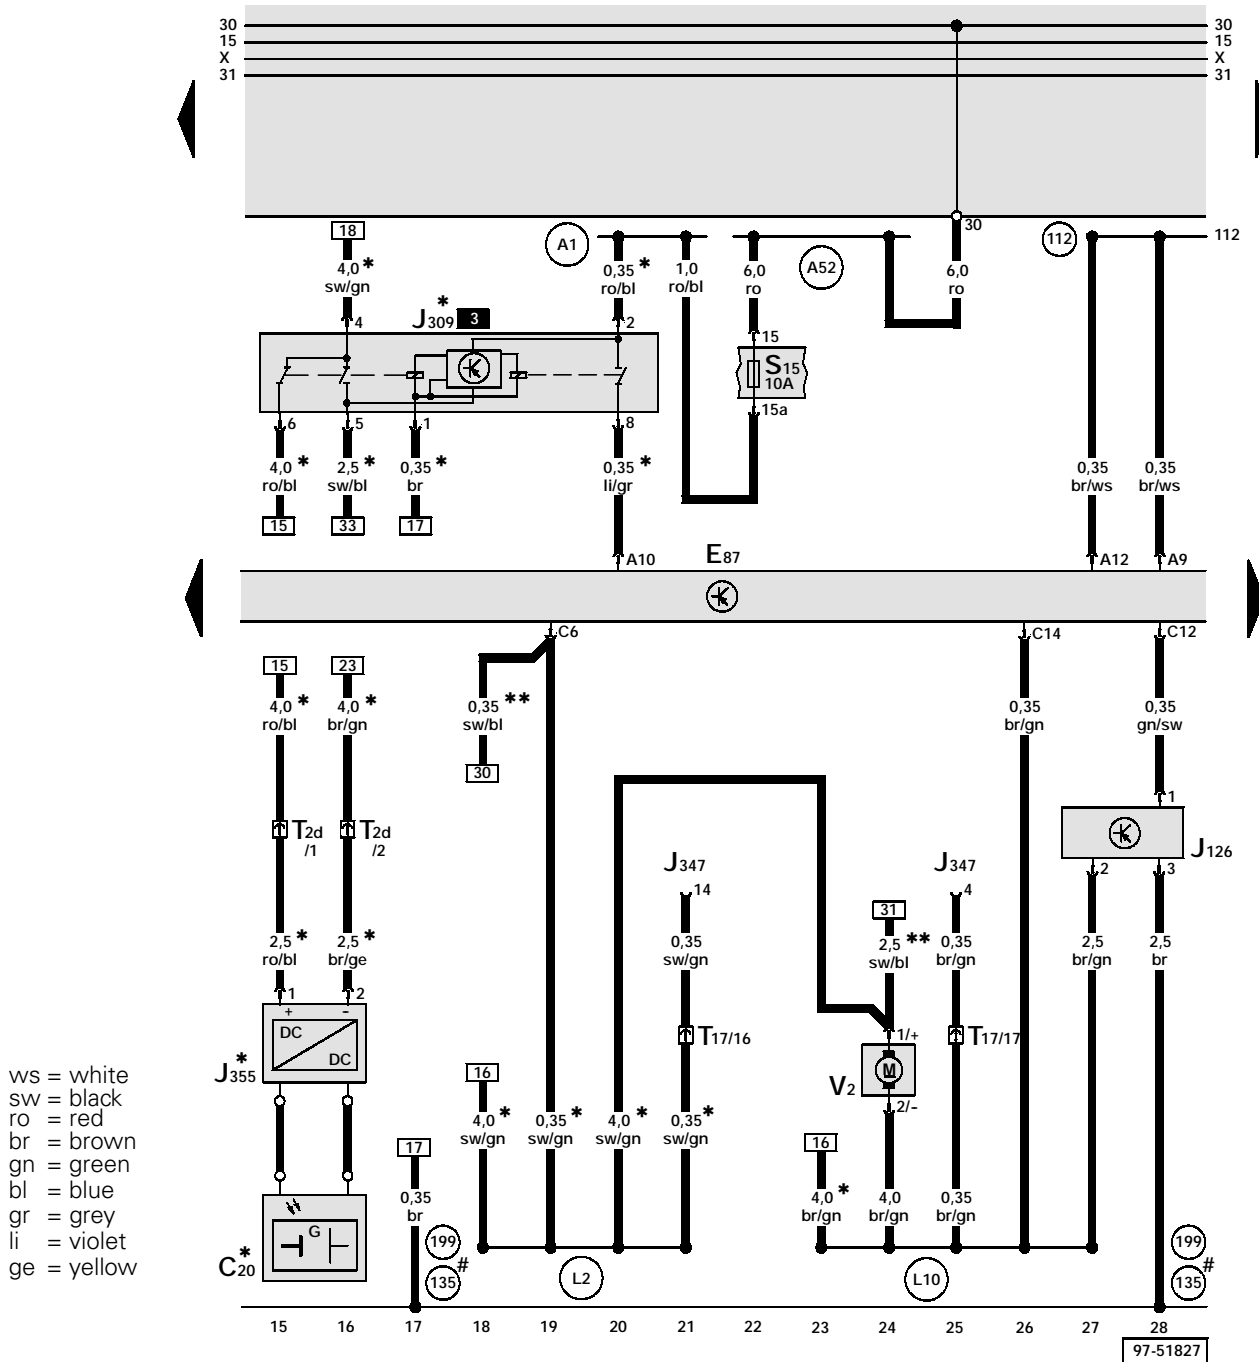 30 30
15 15
X X
31 31
30
18 A1 A52 112 112
4,0 * 0,35 * 1,0 6,0 6,0
sw/gn ro/bl ro/bl ro ro
* J309 3
4 2 15
S15
10A
15a
6 5 1 8
4,0 * 2,5 * 0,35 * 0,35 * 0,35 0,35
ro/bl sw/bl br li/gr br/ws br/ws
15 33 17
A10 E87 A12 A9
C6 C14 C12
15 23
4,0 * 4,0 * 0,35 ** 0,35 0,35
ro/bl br/gn sw/bl br/gn gn/sw
30
1
T2d T2d
/1 /2
J126
J347 J347 2 3
14 4
31
2,5 * 2,5 * 0,35 2,5 ** 0,35 2,5 2,5
ro/bl br/ge sw/gn sw/bl br/gn br/gn br
1 2
+ -
DC
DC
J355 *
T17/16 1/+ T17/17
M
V2
2/-
ws = white
sw = black
ro = red
br = brown
gn = green
bl = blue
gr = grey
li = violet
ge = yellow
16
4,0 * 0,35 * 4,0 * 0,35 *
sw/gn sw/gn sw/gn sw/gn
17 16
0,35 4,0 * 4,0 0,35
br br/gn br/gn br/gn
G
C20 *
199 199
135 # L2 L10 135 #
15 16 17 18 19 20 21 22 23 24 25 26 27 28
97-51827